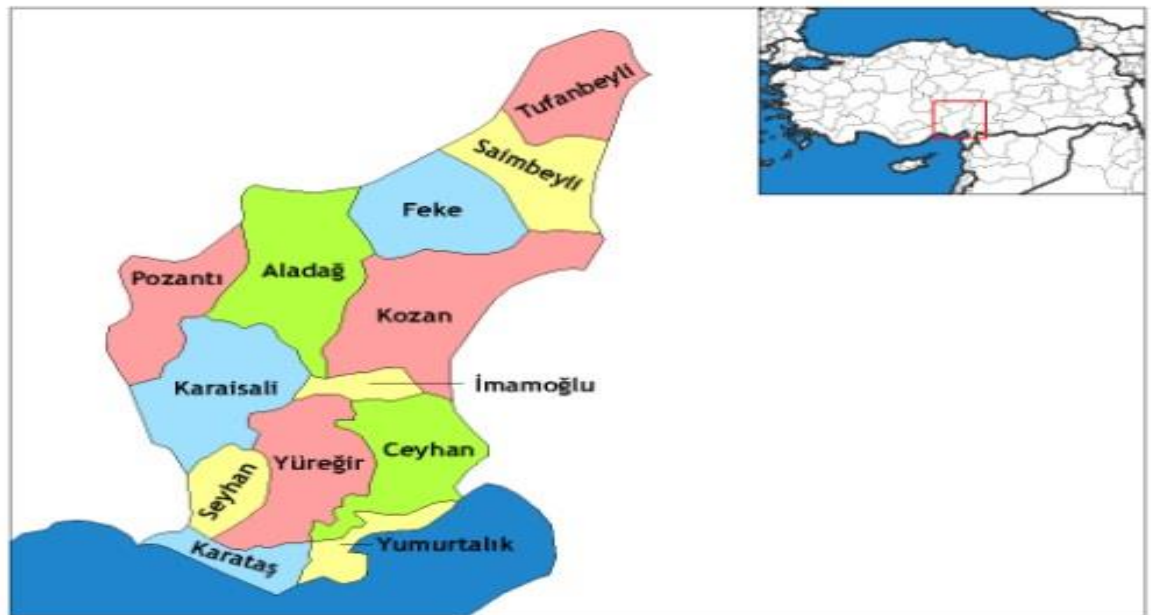 Tufanbeyli
Saimbeyli
Feke
Pozantı
Aladağ
Kozan
Karaisali
İmamoğlu
Ceyhan
Yüreğir
Seyhan
Yumurtalık
Karataş